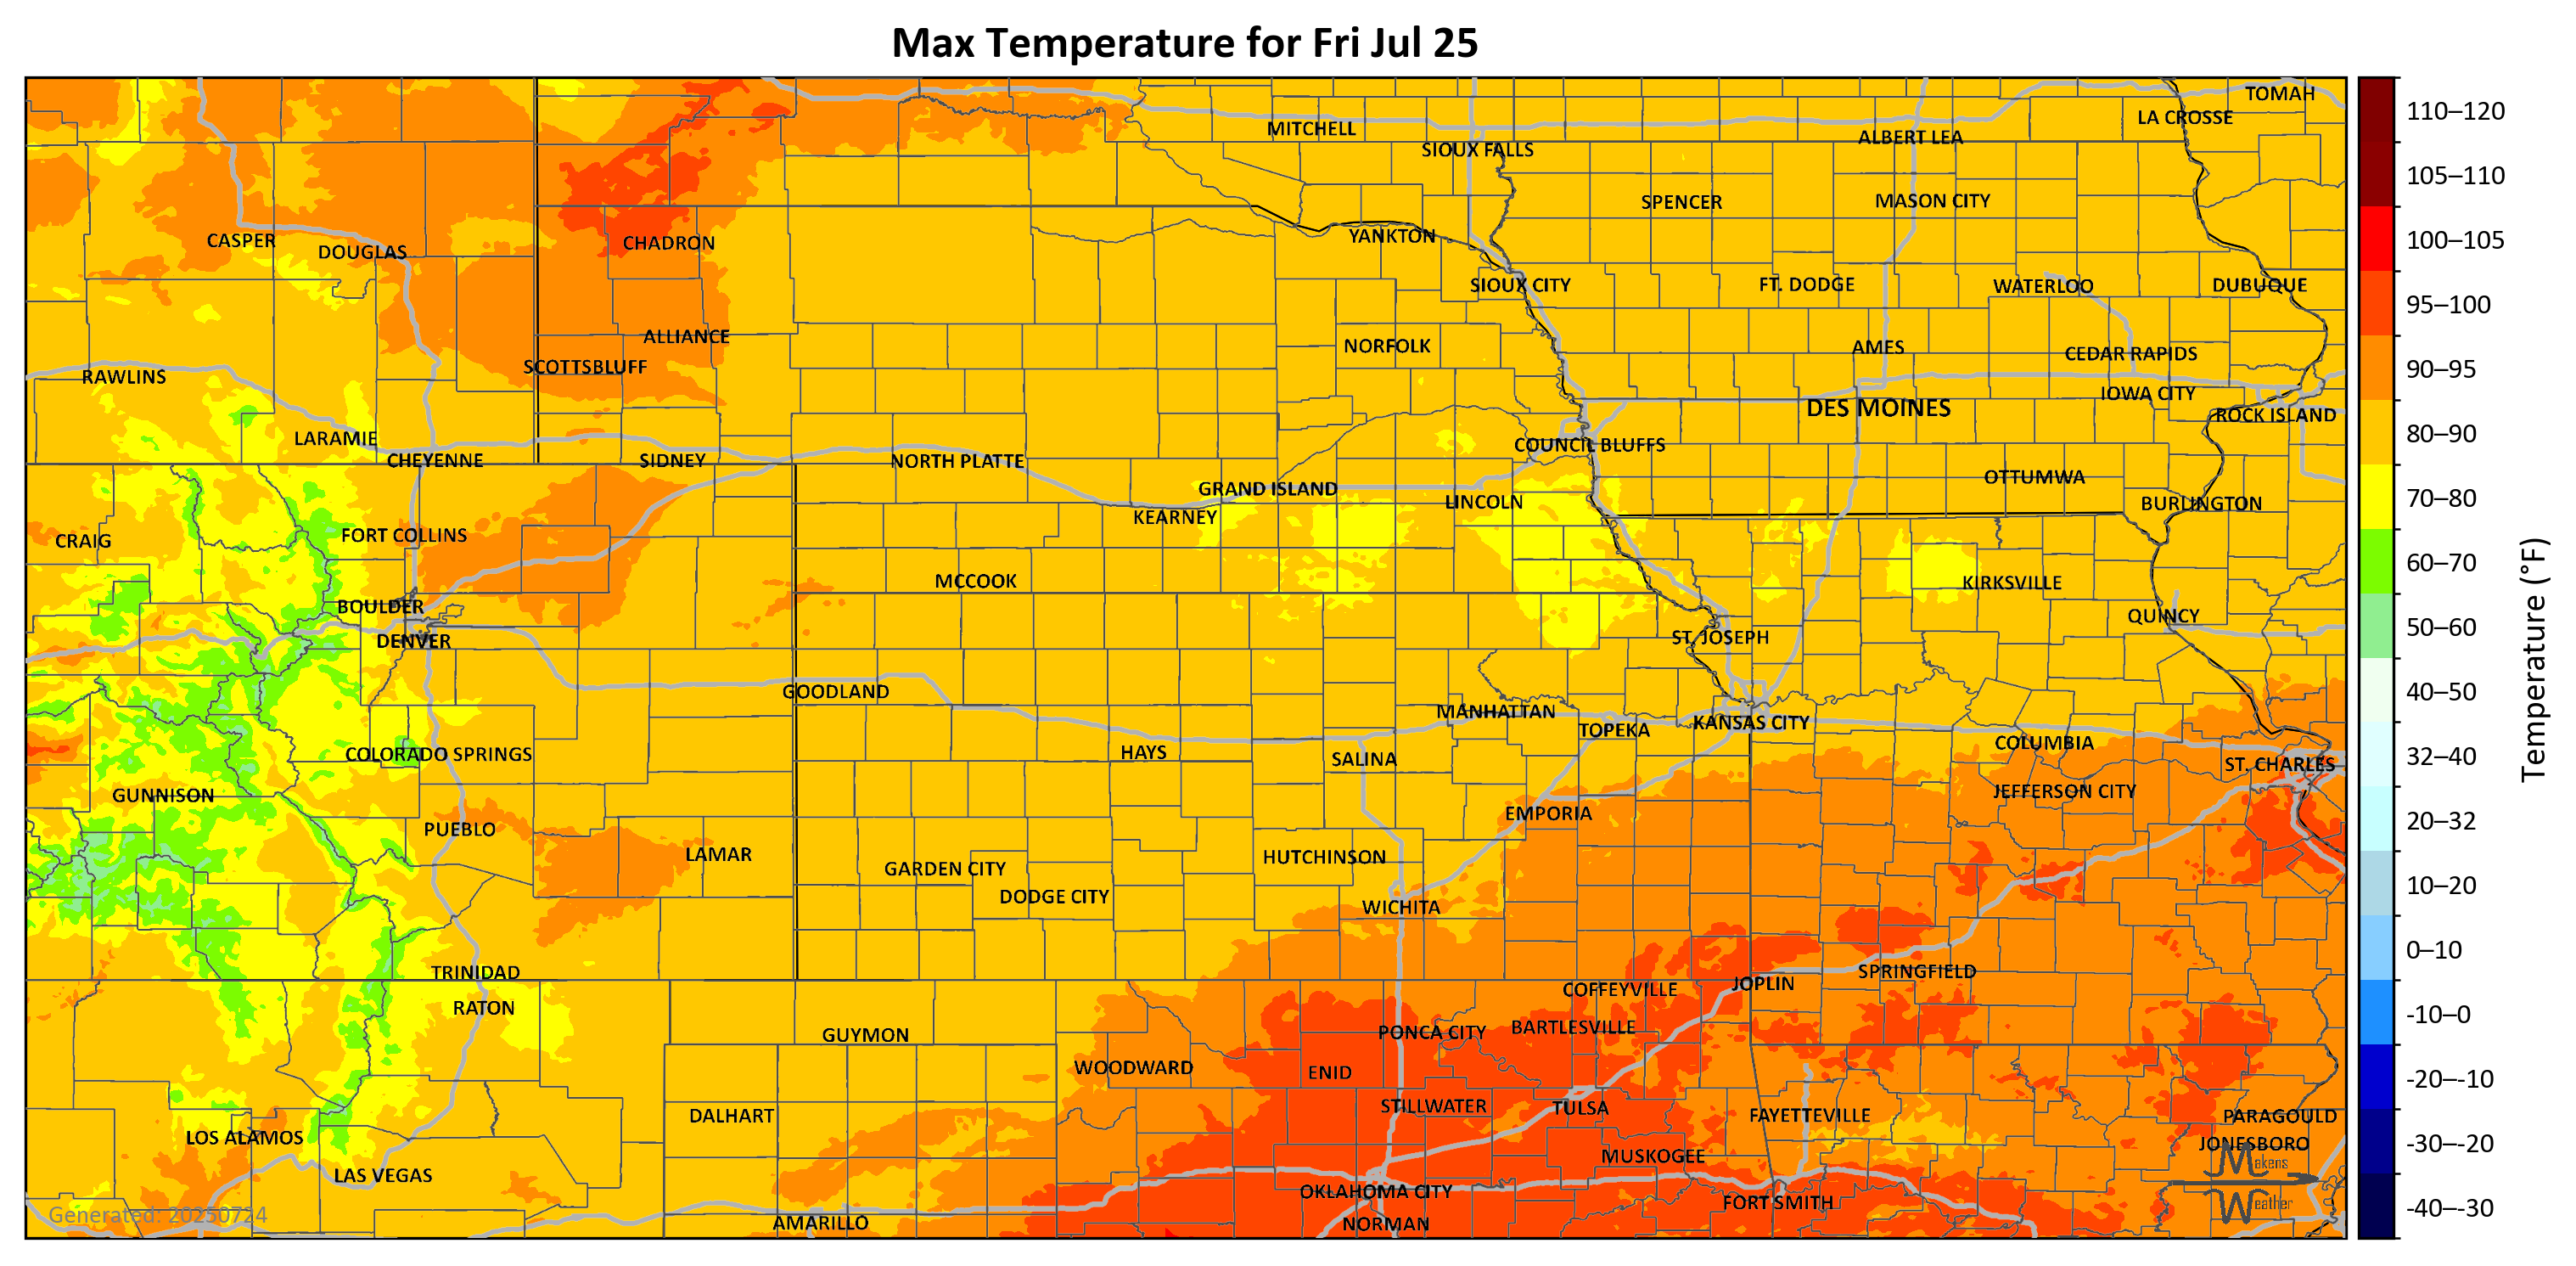 Max Temperature for Fri Jul 25
TOMAH
LA CROSSE
MITCHELL
ALBERT LEA
SIOUX FALLS
SPENCER
MASON CITY
CASPER
DOUGLAS
CHADRON
YANKTON
SIOUX CITY
FT. DODGE
WATERLOO
DUBUQUE
ALLIANCE
NORFOLK
AMES
CEDAR RAPIDS
SCOTTSBLUFF
RAWLINS
IOWA CITY
DES MOINES
ROCK ISLAND
LARAMIE
COUNCIL BLUFFS
CHEYENNE
SIDNEY
NORTH PLATTE
OTTUMWA
GRAND ISLAND
LINCOLN
BURLINGTON
KEARNEY
CRAIG
FORT COLLINS
MCCOOK
KIRKSVILLE
BOULDER
QUINCY
DENVER
ST. JOSEPH
GOODLAND
MANHATTAN
TOPEKA
KANSAS CITY
COLUMBIA
COLORADO SPRINGS
HAYS
SALINA
ST. CHARLES
GUNNISON
JEFFERSON CITY
EMPORIA
PUEBLO
LAMAR
HUTCHINSON
GARDEN CITY
DODGE CITY
WICHITA
TRINIDAD
SPRINGFIELD
JOPLIN
COFFEYVILLE
RATON
GUYMON
PONCA CITY
BARTLESVILLE
WOODWARD
ENID
STILLWATER
TULSA
DALHART
FAYETTEVILLE
PARAGOULD
LOS ALAMOS
JONESBORO
MUSKOGEE
LAS VEGAS
OKLAHOMA CITY
FORT SMITH
AMARILLO
NORMAN
Generated: 20250724
Makens
Weather
110–120
105–110
100–105
95–100
90–95
80–90
70–80
60–70
50–60
40–50
32–40
20–32
10–20
0–10
-10–0
-20–-10
-30–-20
-40–-30
Temperature (°F)